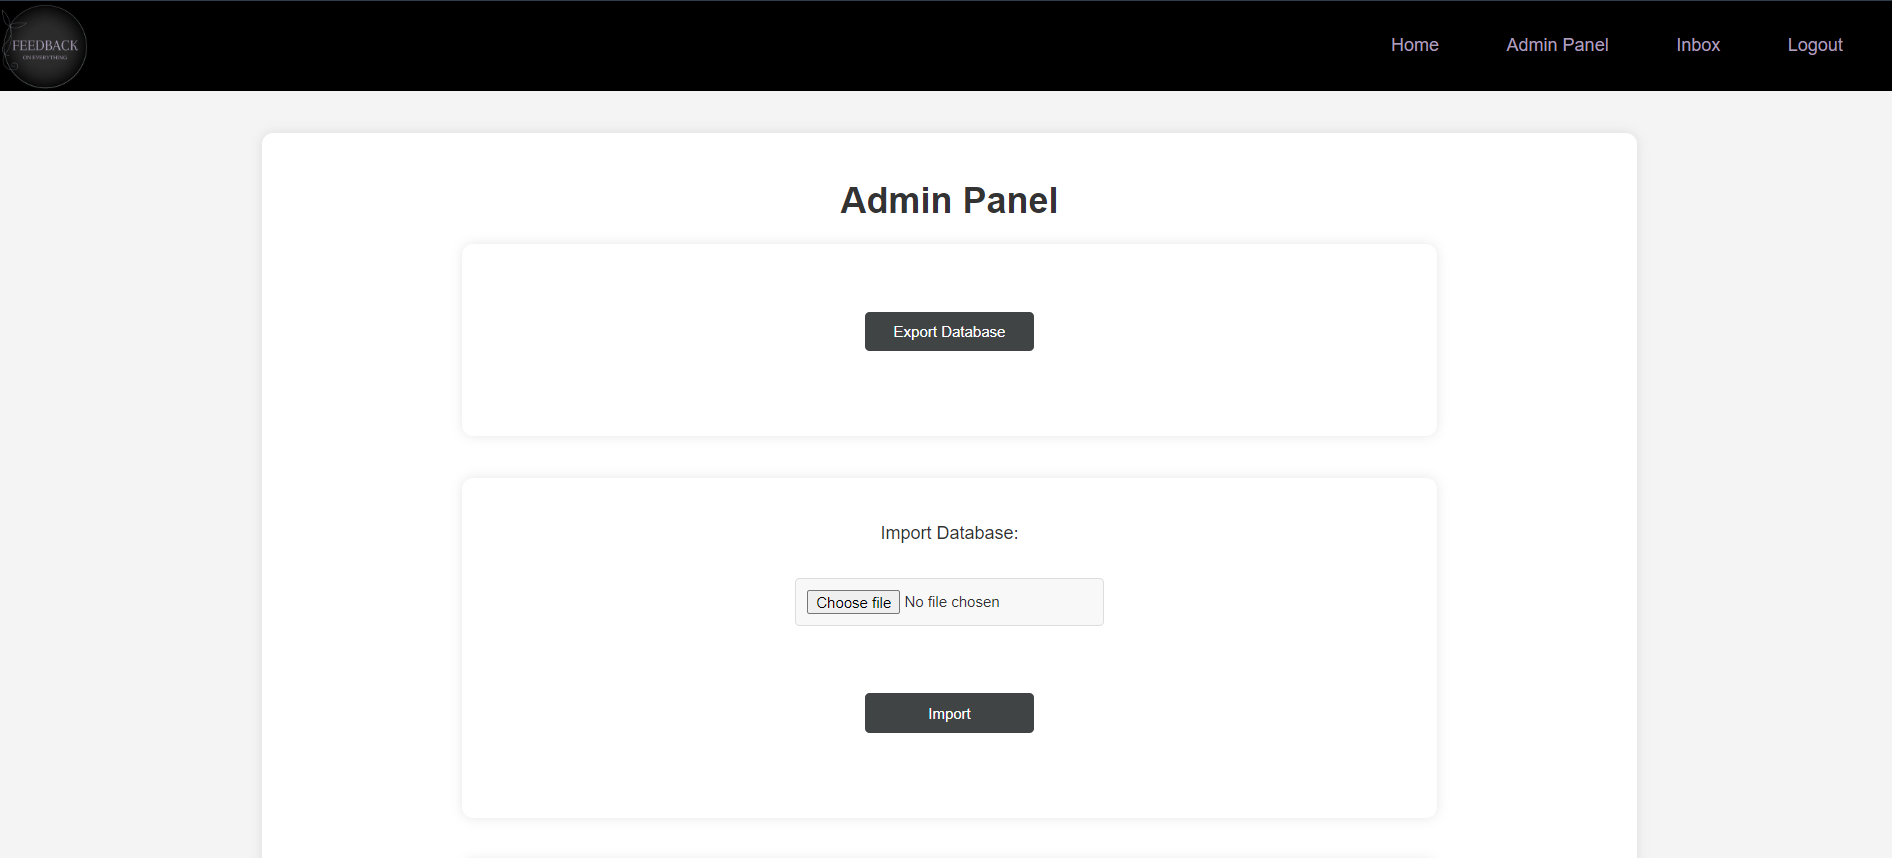 FEEDBACK
ON EVERYTHING
Home Admin Panel Inbox Logout
Admin Panel
Export Database
Import Database:
Choose file No file chosen
Import